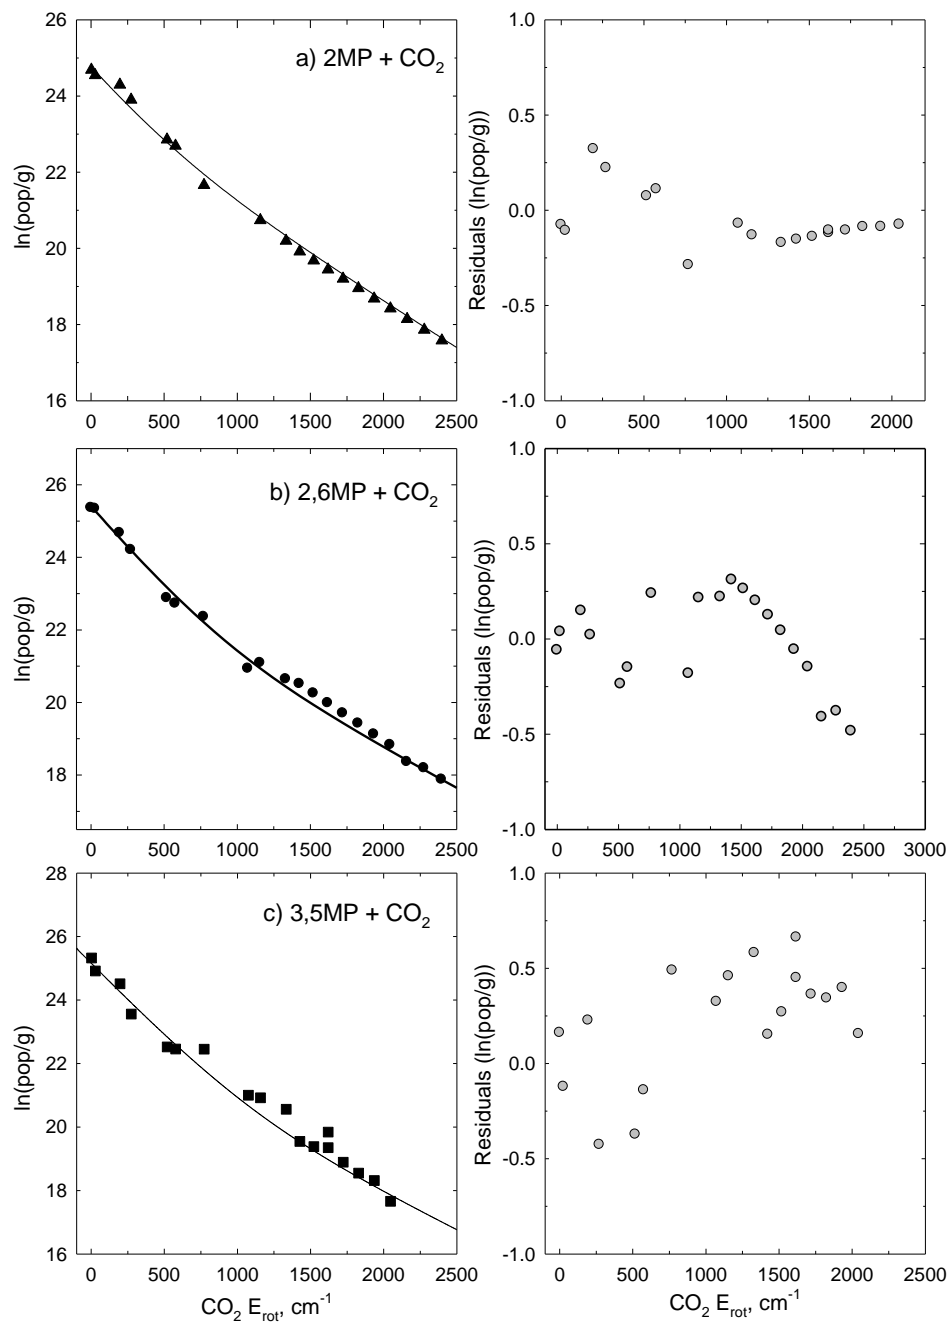 26
24
22
20
18
16
ln(pop/g)
a) 2MP + CO₂
0 500 1000 1500 2000 2500
1.0
0.5
0.0
-0.5
-1.0
Residuals (ln(pop/g))
0 500 1000 1500 2000
26
24
22
20
18
ln(pop/g)
b) 2,6MP + CO₂
0 500 1000 1500 2000 2500
1.0
0.5
0.0
-0.5
-1.0
Residuals (ln(pop/g))
0 500 1000 1500 2000 2500 3000
28
26
24
22
20
18
16
ln(pop/g)
c) 3,5MP + CO₂
0 500 1000 1500 2000 2500
CO₂ E_rot, cm⁻¹
1.0
0.5
0.0
-0.5
-1.0
Residuals (ln(pop/g))
0 500 1000 1500 2000 2500
CO₂ E_rot, cm⁻¹